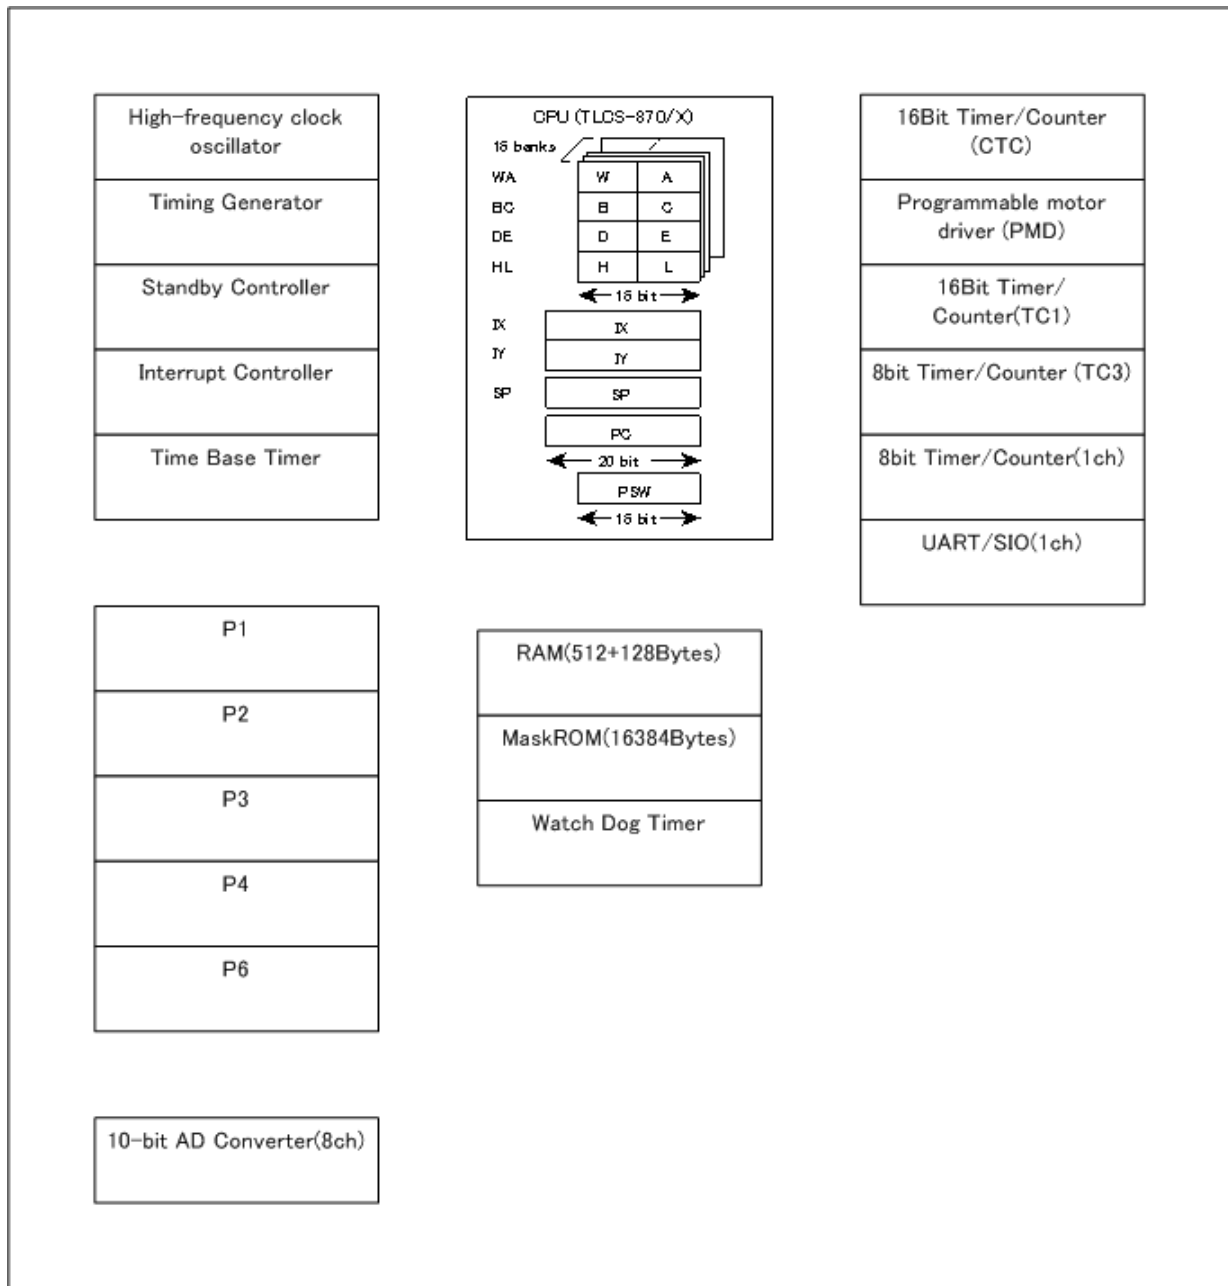 High-frequency clock
oscillator
Timing Generator
Standby Controller
Interrupt Controller
Time Base Timer
CPU (TLCS-870/X)
16 banks
WA W A
BC B C
DE D E
HL H L
16 bit
IX IX
IY IY
SP SP
PC
20 bit
PSW
16 bit
16Bit Timer/Counter
(CTC)
Programmable motor
driver (PMD)
16Bit Timer/
Counter(TC1)
8bit Timer/Counter (TC3)
8bit Timer/Counter(1ch)
UART/SIO(1ch)
P1
P2
P3
P4
P6
RAM(512+128Bytes)
MaskROM(16384Bytes)
Watch Dog Timer
10-bit AD Converter(8ch)